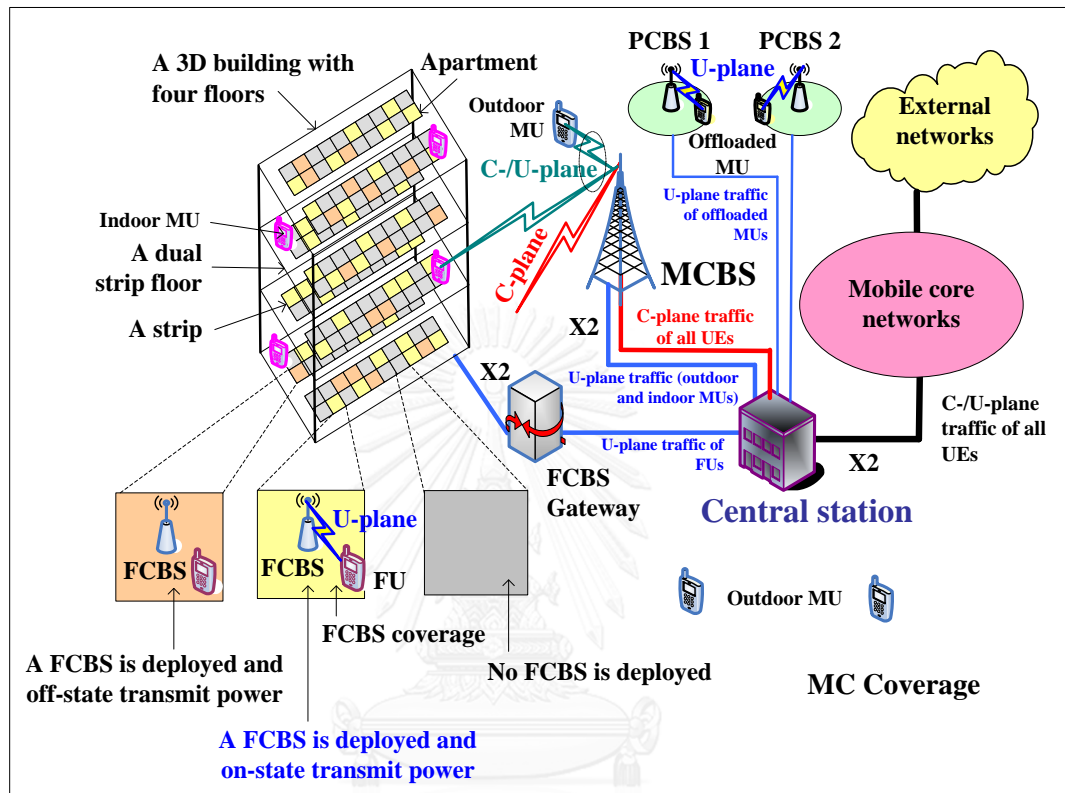 PCBS 1
PCBS 2
U-plane
A 3D building with
four floors
Apartment
Outdoor
MU
External
networks
Offloaded
MU
C-/U-plane
U-plane traffic
of offloaded
MUs
Indoor MU
A dual
strip floor
C-plane
MCBS
Mobile core
networks
A strip
X2
C-plane traffic
of all UEs
X2
U-plane traffic (outdoor
and indoor MUs)
C-/U-plane
traffic of all
UEs
U-plane traffic of
FUs
X2
FCBS
Gateway
Central station
U-plane
FCBS
FCBS
FU
Outdoor MU
FCBS coverage
A FCBS is deployed and
off-state transmit power
No FCBS is deployed
MC Coverage
A FCBS is deployed and
on-state transmit power